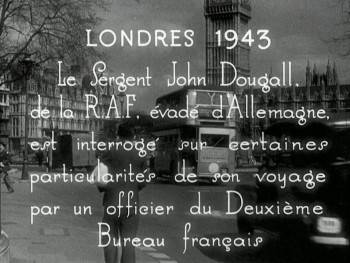 LONDRES 1943
Le Sergent John Dougall,
de la R.A.F., évadé d'Allemagne,
est interrogé sur certaines
particularités de son voyage
par un officier du Deuxième
Bureau français